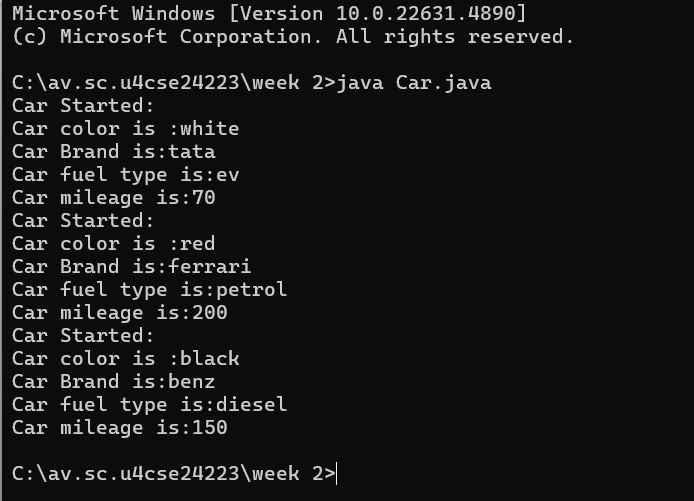 Microsoft Windows [Version 10.0.22631.4890]
(c) Microsoft Corporation. All rights reserved.
C:\av.sc.u4cse24223\week 2>java Car.java
Car Started:
Car color is :white
Car Brand is:tata
Car fuel type is:ev
Car mileage is:70
Car Started:
Car color is :red
Car Brand is:ferrari
Car fuel type is:petrol
Car mileage is:200
Car Started:
Car color is :black
Car Brand is:benz
Car fuel type is:diesel
Car mileage is:150
C:\av.sc.u4cse24223\week 2>